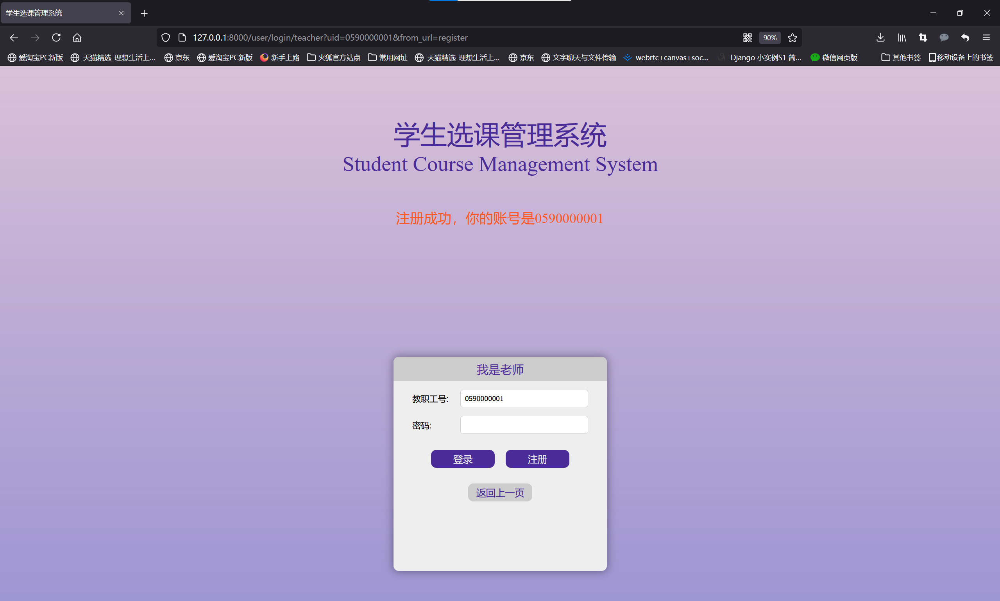 学生选课管理系统
127.0.0.1:8000/user/login/teacher?uid=0590000001&from_url=register
90%
爱淘宝PC新版 天猫精选-理想生活上... 京东 爱淘宝PC新版 新手上路 火狐官方站点 常用网址 天猫精选-理想生活上... 京东 文字聊天与文件传输 webrtc+canvas+soc... Django 小实例S1 简... 微信网页版 其他书签 移动设备上的书签
学生选课管理系统
Student Course Management System
注册成功，你的账号是0590000001
我是老师
教职工号: 0590000001
密码:
登录 注册
返回上一页